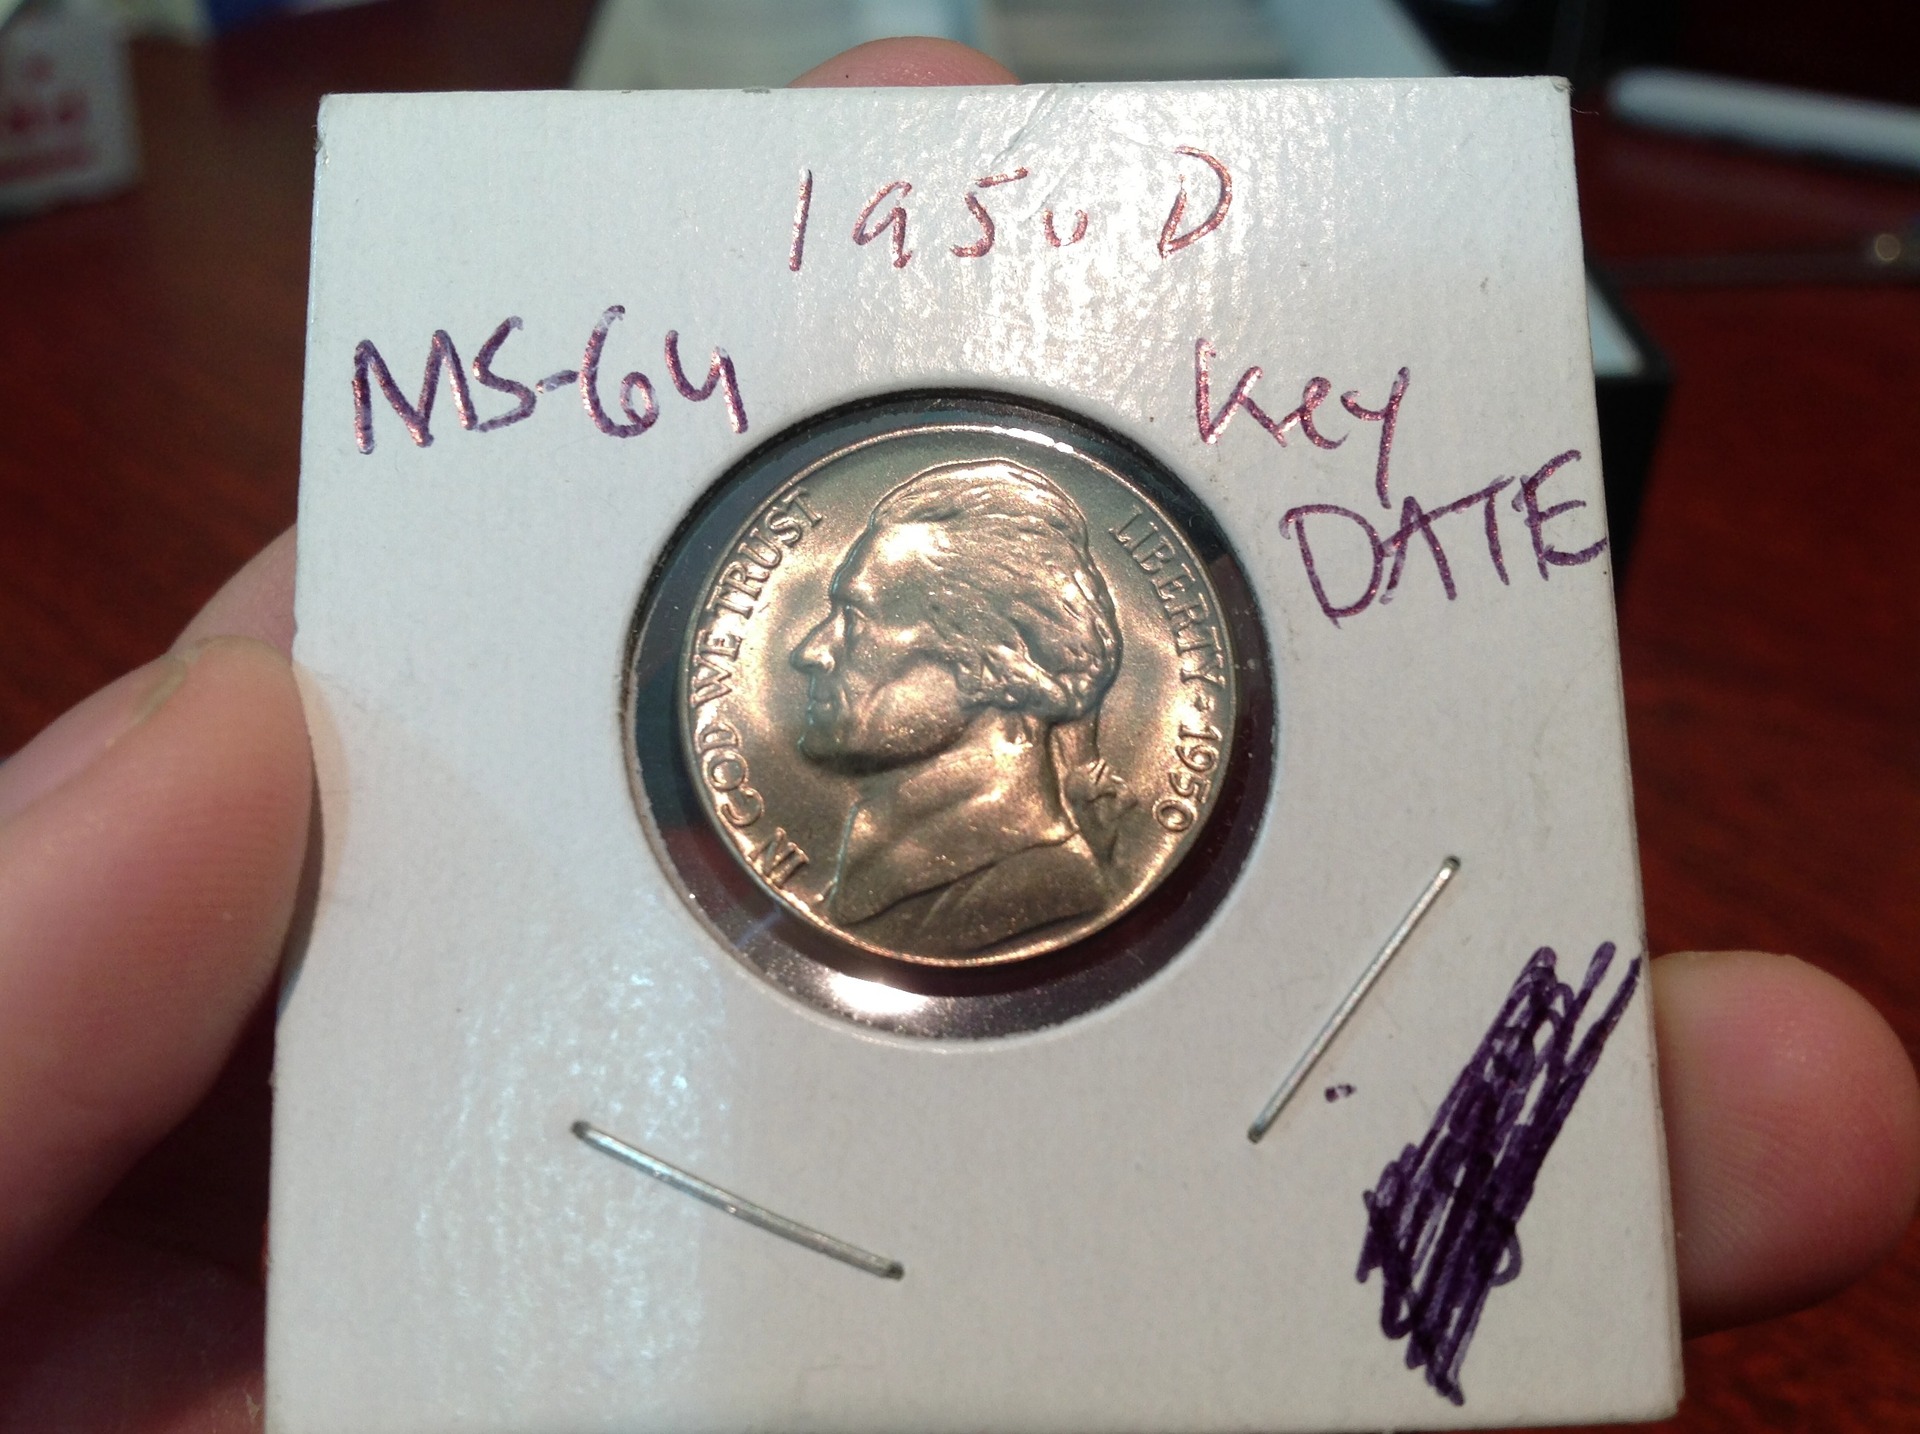 1950 D
MS-64
Key
DATE
IN GOD WE TRUST
LIBERTY ★ 1950